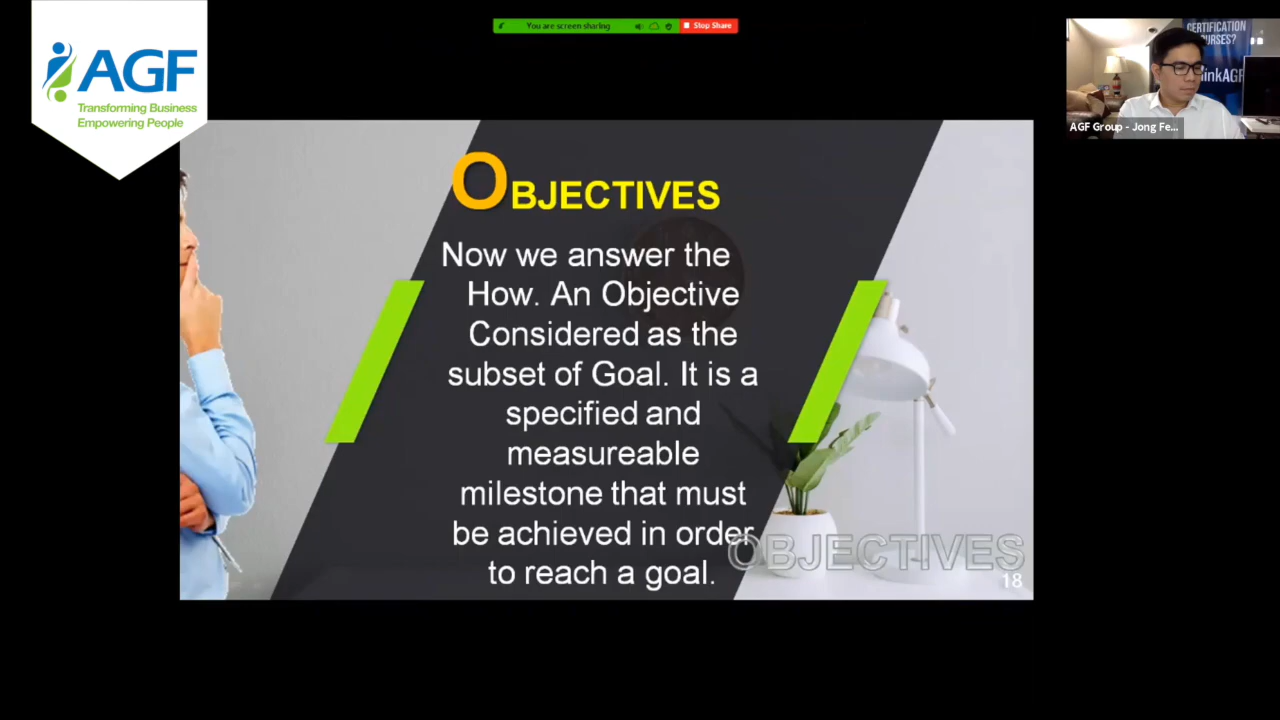 AGF
Transforming Business
Empowering People
You are screen sharing
Stop Share
CERTIFICATION
URSES?
inkAGF
AGF Group - Jong Fe...
OBJECTIVES
Now we answer the
How. An Objective
Considered as the
subset of Goal. It is a
specified and
measureable
milestone that must
be achieved in order
to reach a goal.
OBJECTIVES
18